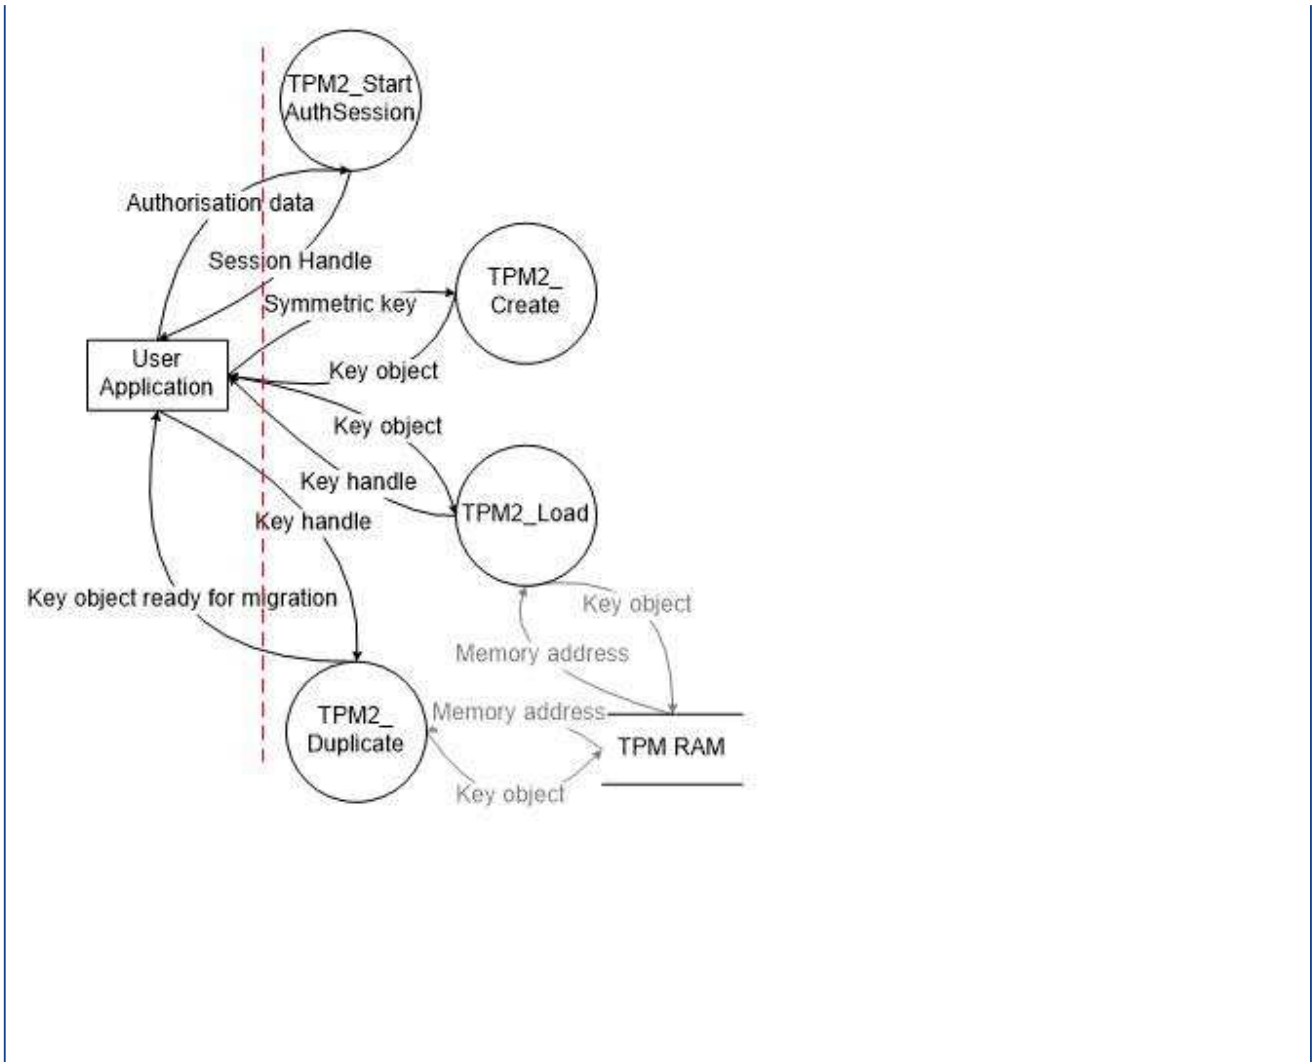 TPM2_Start
AuthSession
Authorisation data
Session Handle
TPM2_
Create
Symmetric key
User
Application
Key object
Key object
Key handle
TPM2_Load
Key handle
Key object ready for migration
Key object
Memory address
TPM2_
Duplicate
Memory address
TPM RAM
Key object